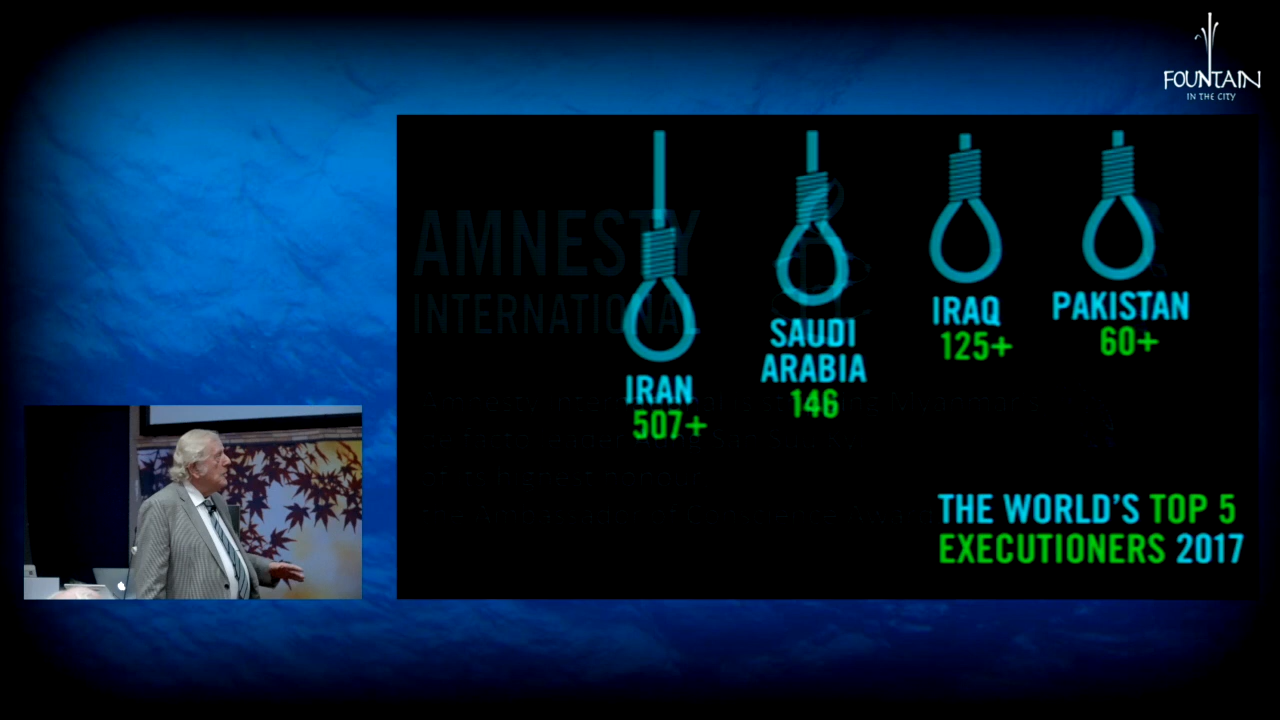 FOUNTAIN
IN THE CITY
AMNESTY
INTERNATIONAL
IRAN
507+
SAUDI
ARABIA
146
IRAQ
125+
PAKISTAN
60+
THE WORLD'S TOP 5
EXECUTIONERS 2017